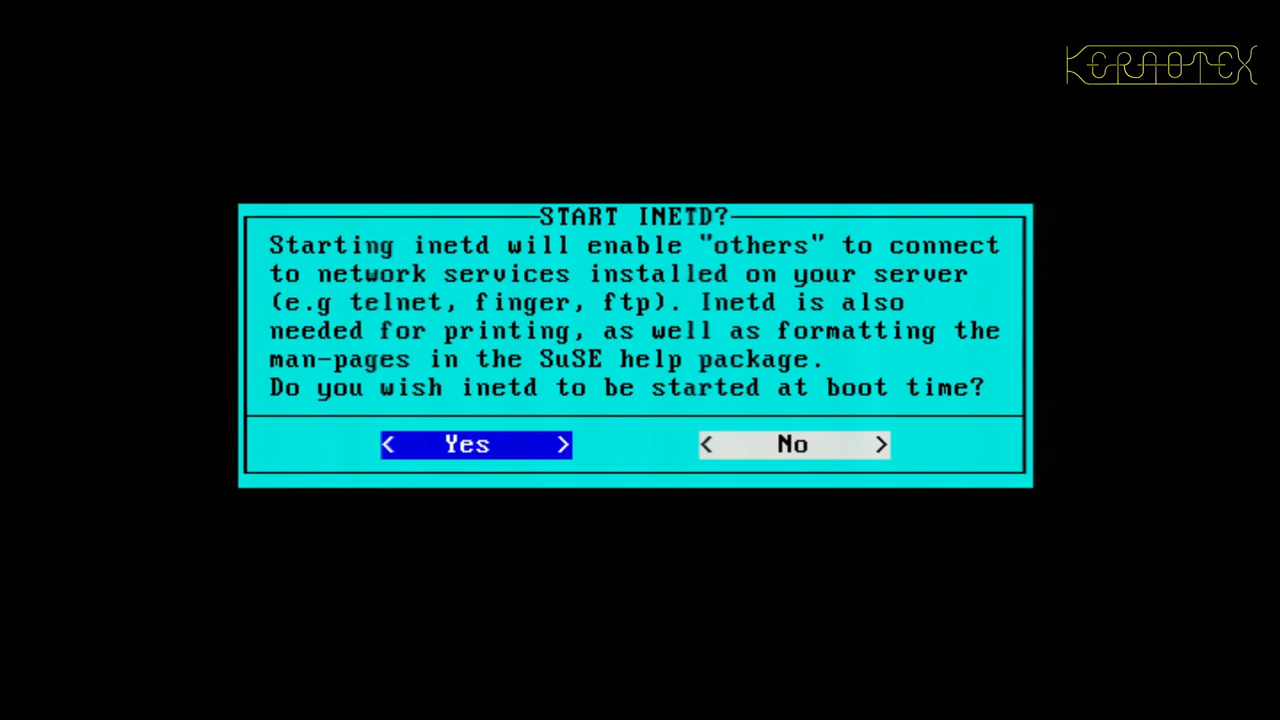 KERNOTEX
START INETD?
Starting inetd will enable "others" to connect
to network services installed on your server
(e.g telnet, finger, ftp). Inetd is also
needed for printing, as well as formatting the
man-pages in the SuSE help package.
Do you wish inetd to be started at boot time?
< Yes > < No >